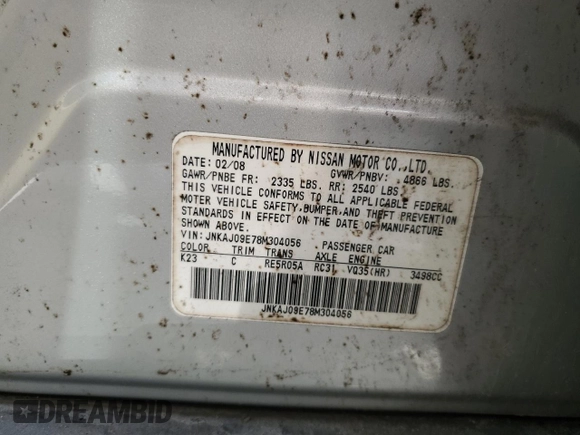 MANUFACTURED BY NISSAN MOTOR CO.,LTD.
DATE: 02/08 GVWR/PNBV: 4866 LBS.
GAWR/PNBE FR: 2335 LBS. RR: 2540 LBS.
THIS VEHICLE CONFORMS TO ALL APPLICABLE FEDERAL
MOTER VEHICLE SAFETY,BUMPER,AND THEFT PREVENTION
STANDARDS IN EFFECT ON THE DATE OF MANUFACTURE
SHOWN ABOVE.
VIN: JNKAJ09E78M304056 PASSENGER CAR
COLOR TRIM TRANS AXLE ENGINE
K23 C RE5R05A RC31 VQ35(HR) 3498CC
JNKAJ09E78M304056
DREAMBID